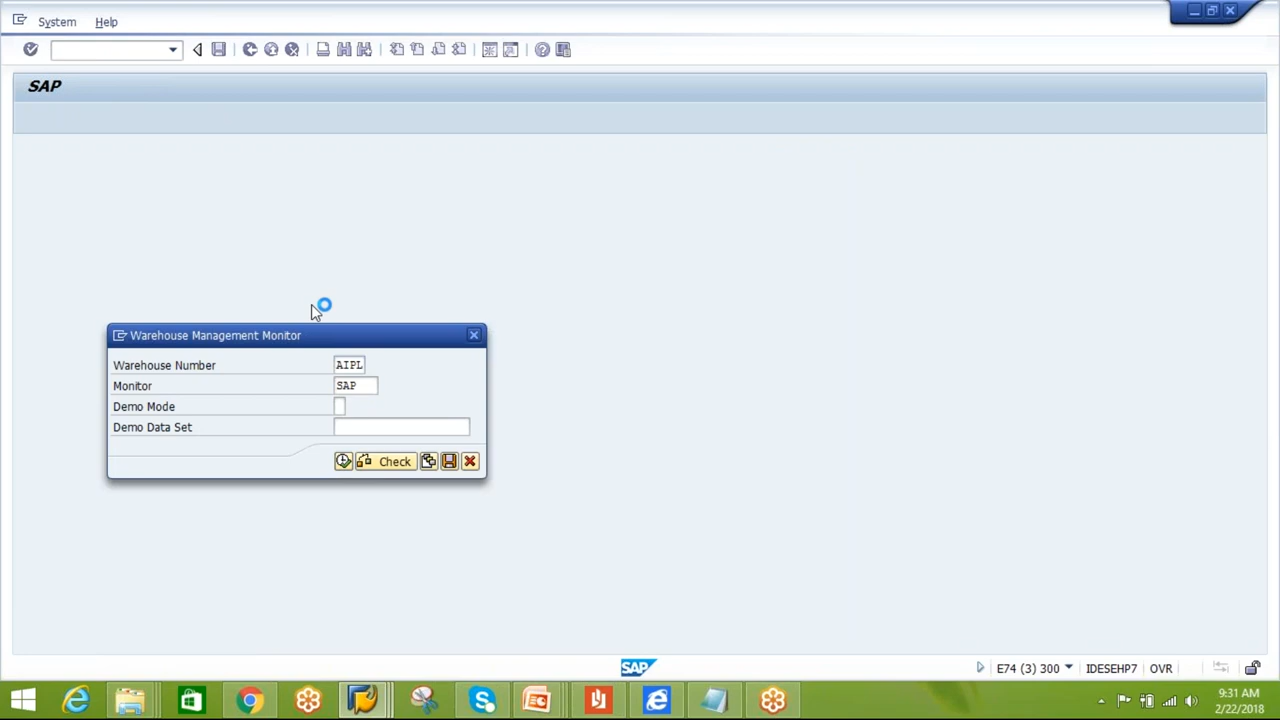 System Help
SAP
Warehouse Management Monitor
Warehouse Number AIPL
Monitor SAP
Demo Mode
Demo Data Set
Check
SAP
E74 (3) 300 IDESEHP7 OVR
9:31 AM
2/22/2018